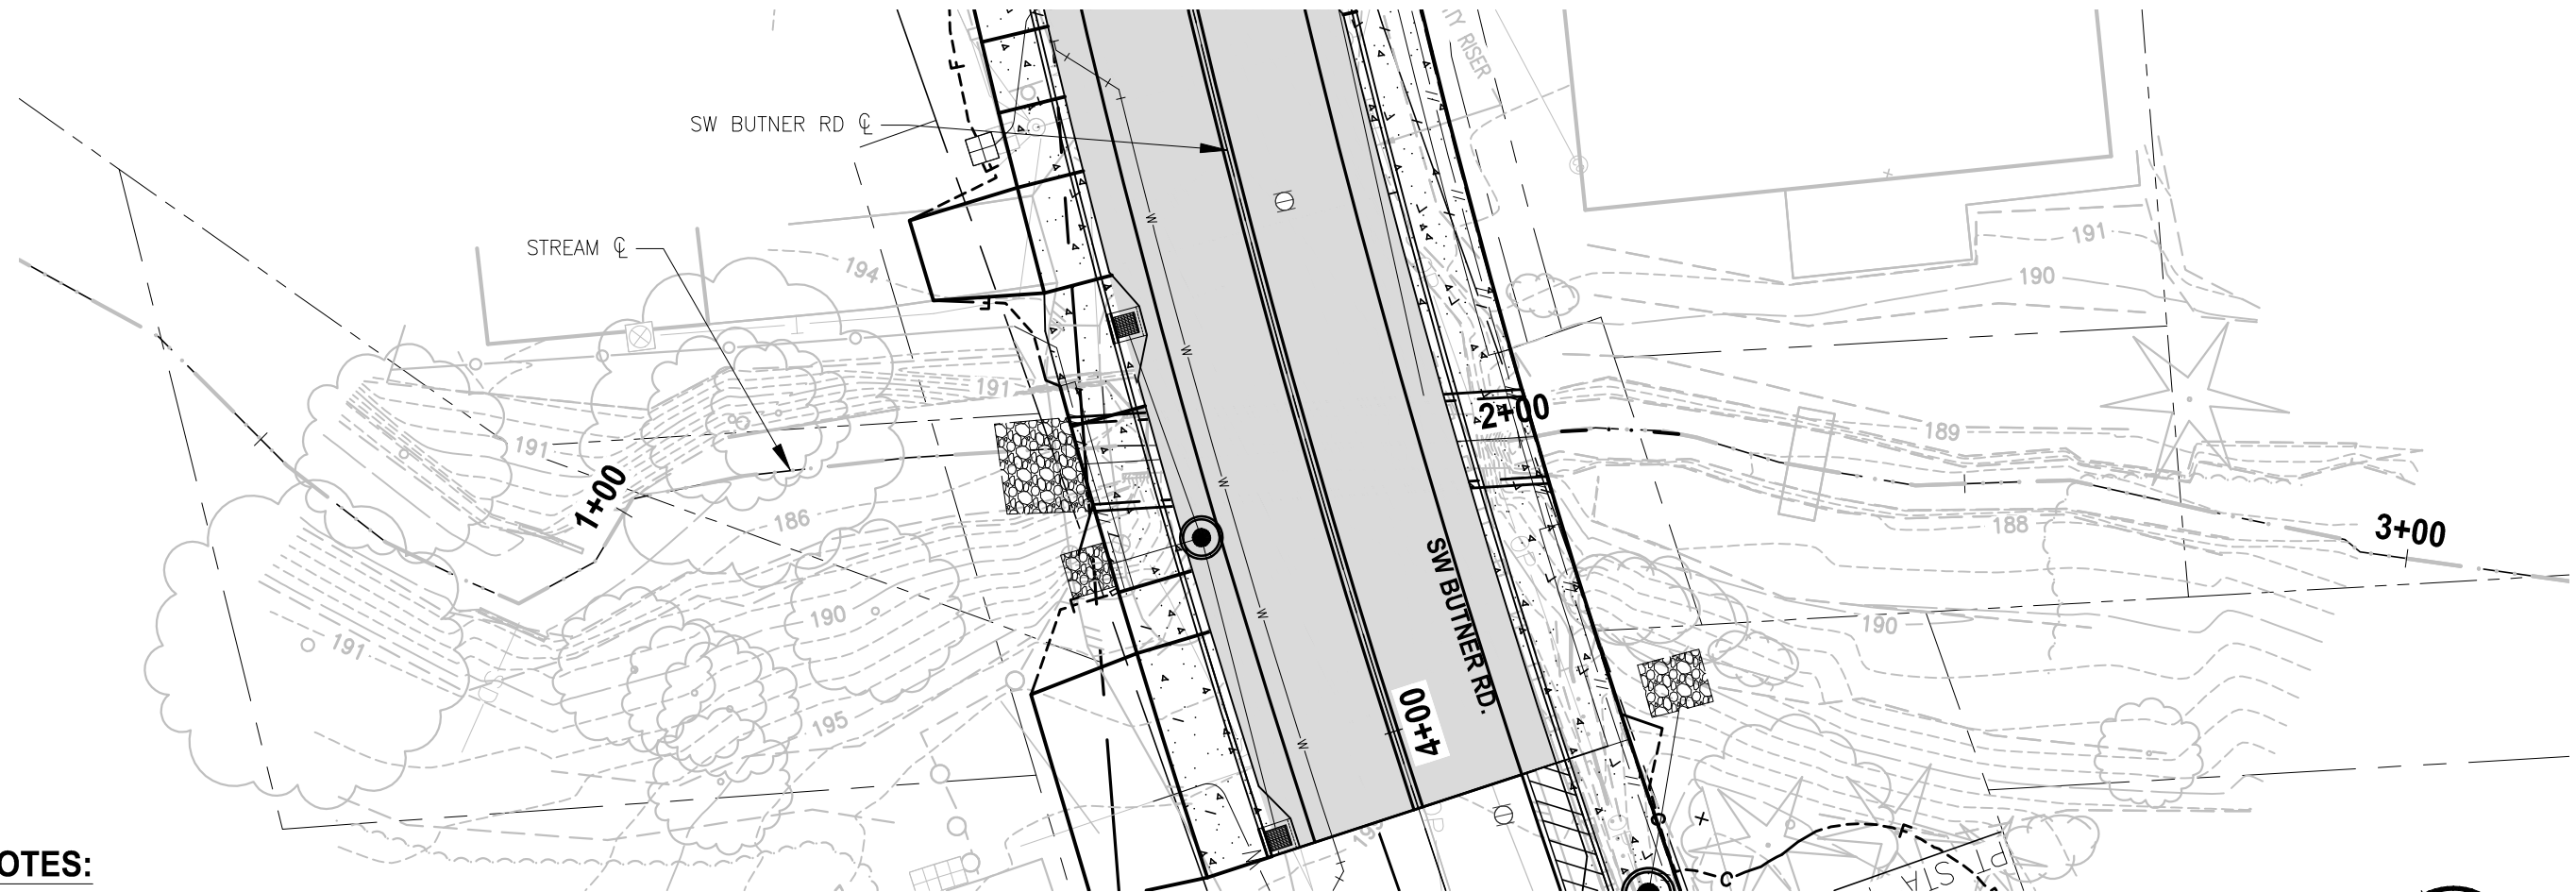 TY RISER
SW BUTNER RD ℄
STREAM ℄
F
F
F
F
W
W
W
W
W
194
191
190
191
191
189
2+00
1+00
186
188
3+00
190
190
191
195
SW BUTNER RD.
4+00
C
F
C
PT
STA
OTES: